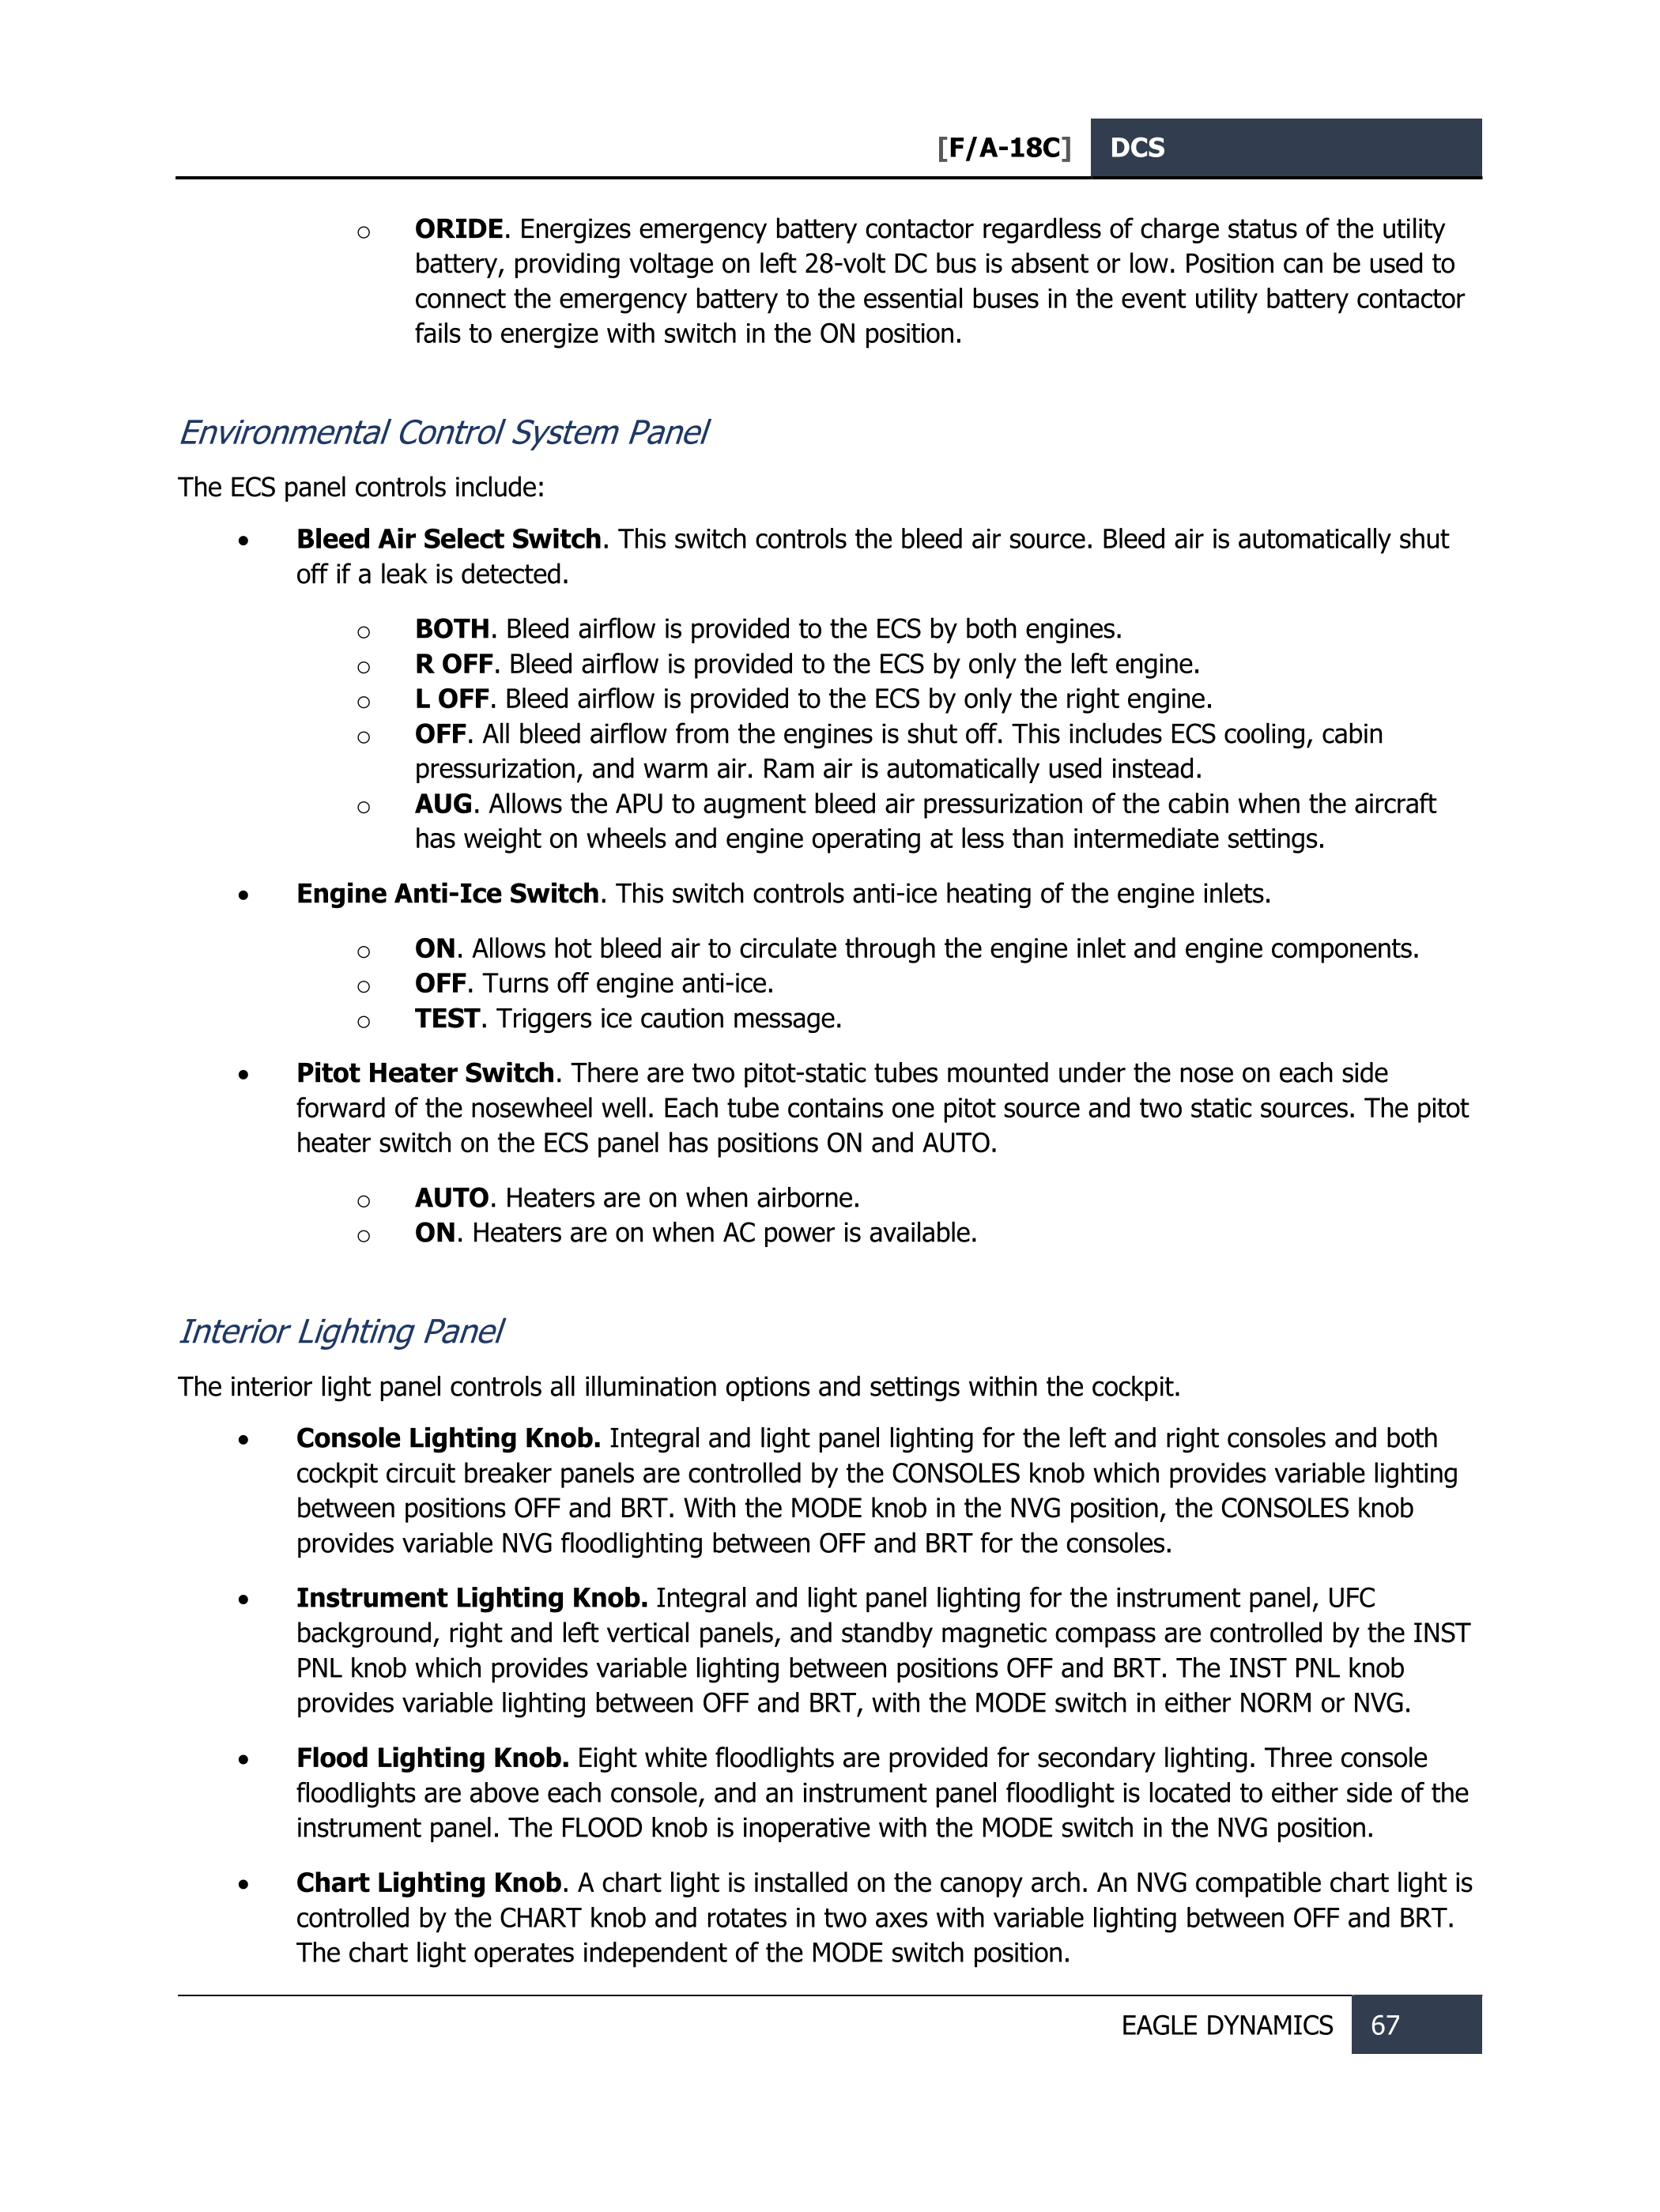 [F/A-18C] DCS
o ORIDE. Energizes emergency battery contactor regardless of charge status of the utility
battery, providing voltage on left 28-volt DC bus is absent or low. Position can be used to
connect the emergency battery to the essential buses in the event utility battery contactor
fails to energize with switch in the ON position.
Environmental Control System Panel
The ECS panel controls include:
• Bleed Air Select Switch. This switch controls the bleed air source. Bleed air is automatically shut
off if a leak is detected.
o BOTH. Bleed airflow is provided to the ECS by both engines.
o R OFF. Bleed airflow is provided to the ECS by only the left engine.
o L OFF. Bleed airflow is provided to the ECS by only the right engine.
o OFF. All bleed airflow from the engines is shut off. This includes ECS cooling, cabin
pressurization, and warm air. Ram air is automatically used instead.
o AUG. Allows the APU to augment bleed air pressurization of the cabin when the aircraft
has weight on wheels and engine operating at less than intermediate settings.
• Engine Anti-Ice Switch. This switch controls anti-ice heating of the engine inlets.
o ON. Allows hot bleed air to circulate through the engine inlet and engine components.
o OFF. Turns off engine anti-ice.
o TEST. Triggers ice caution message.
• Pitot Heater Switch. There are two pitot-static tubes mounted under the nose on each side
forward of the nosewheel well. Each tube contains one pitot source and two static sources. The pitot
heater switch on the ECS panel has positions ON and AUTO.
o AUTO. Heaters are on when airborne.
o ON. Heaters are on when AC power is available.
Interior Lighting Panel
The interior light panel controls all illumination options and settings within the cockpit.
• Console Lighting Knob. Integral and light panel lighting for the left and right consoles and both
cockpit circuit breaker panels are controlled by the CONSOLES knob which provides variable lighting
between positions OFF and BRT. With the MODE knob in the NVG position, the CONSOLES knob
provides variable NVG floodlighting between OFF and BRT for the consoles.
• Instrument Lighting Knob. Integral and light panel lighting for the instrument panel, UFC
background, right and left vertical panels, and standby magnetic compass are controlled by the INST
PNL knob which provides variable lighting between positions OFF and BRT. The INST PNL knob
provides variable lighting between OFF and BRT, with the MODE switch in either NORM or NVG.
• Flood Lighting Knob. Eight white floodlights are provided for secondary lighting. Three console
floodlights are above each console, and an instrument panel floodlight is located to either side of the
instrument panel. The FLOOD knob is inoperative with the MODE switch in the NVG position.
• Chart Lighting Knob. A chart light is installed on the canopy arch. An NVG compatible chart light is
controlled by the CHART knob and rotates in two axes with variable lighting between OFF and BRT.
The chart light operates independent of the MODE switch position.
EAGLE DYNAMICS 67